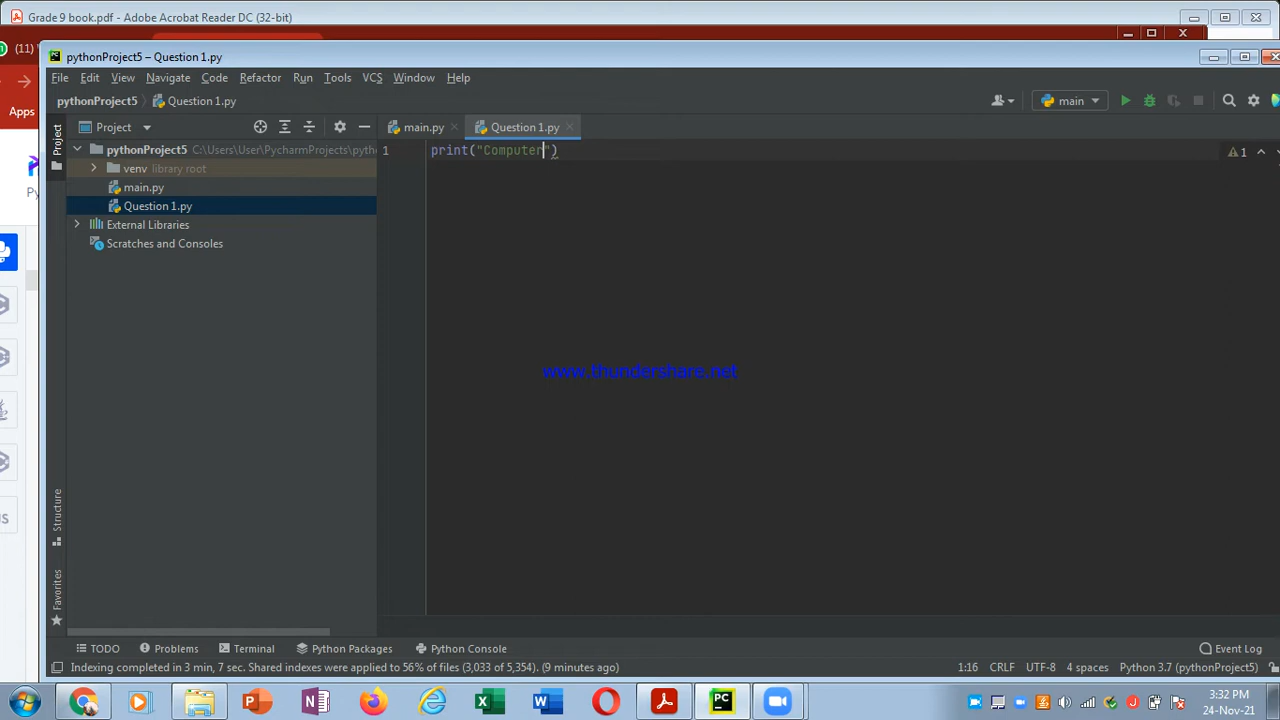 Grade 9 book.pdf - Adobe Acrobat Reader DC (32-bit)
(11)
pythonProject5 – Question 1.py
File Edit View Navigate Code Refactor Run Tools VCS Window Help
Apps
pythonProject5 Question 1.py main
Project
Project
main.py Question 1.py
pythonProject5 C:\Users\User\PycharmProjects\pytho
1 print("Computer")
1
venv library root
main.py
Py
Question 1.py
External Libraries
Scratches and Consoles
www.thundershare.net
Structure
Favorites
TODO Problems Terminal Python Packages Python Console Event Log
Indexing completed in 3 min, 7 sec. Shared indexes were applied to 56% of files (3,033 of 5,354). (9 minutes ago) 1:16 CRLF UTF-8 4 spaces Python 3.7 (pythonProject5)
3:32 PM
24-Nov-21